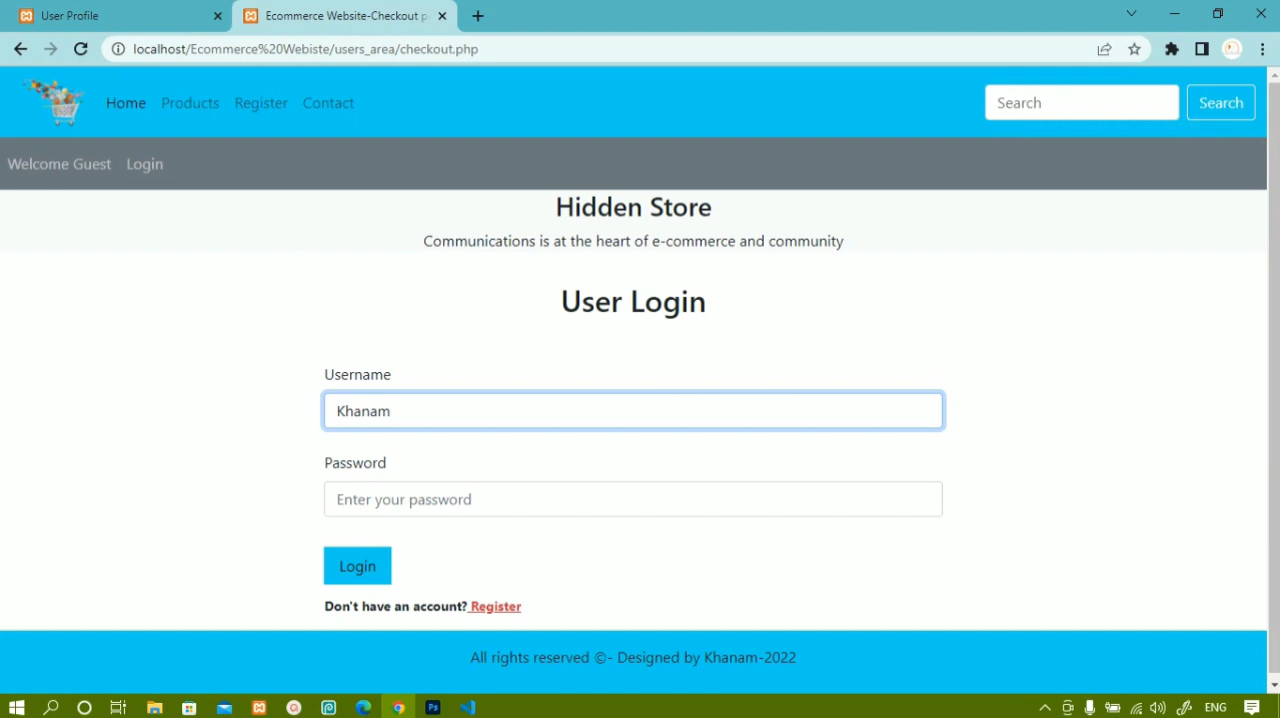 User Profile
Ecommerce Website-Checkout p
localhost/Ecommerce%20Webiste/users_area/checkout.php
Home Products Register Contact Search Search
Welcome Guest Login
Hidden Store
Communications is at the heart of e-commerce and community
User Login
Username
Khanam
Password
Enter your password
Login
Don't have an account? Register
All rights reserved ©- Designed by Khanam-2022
Ps ENG